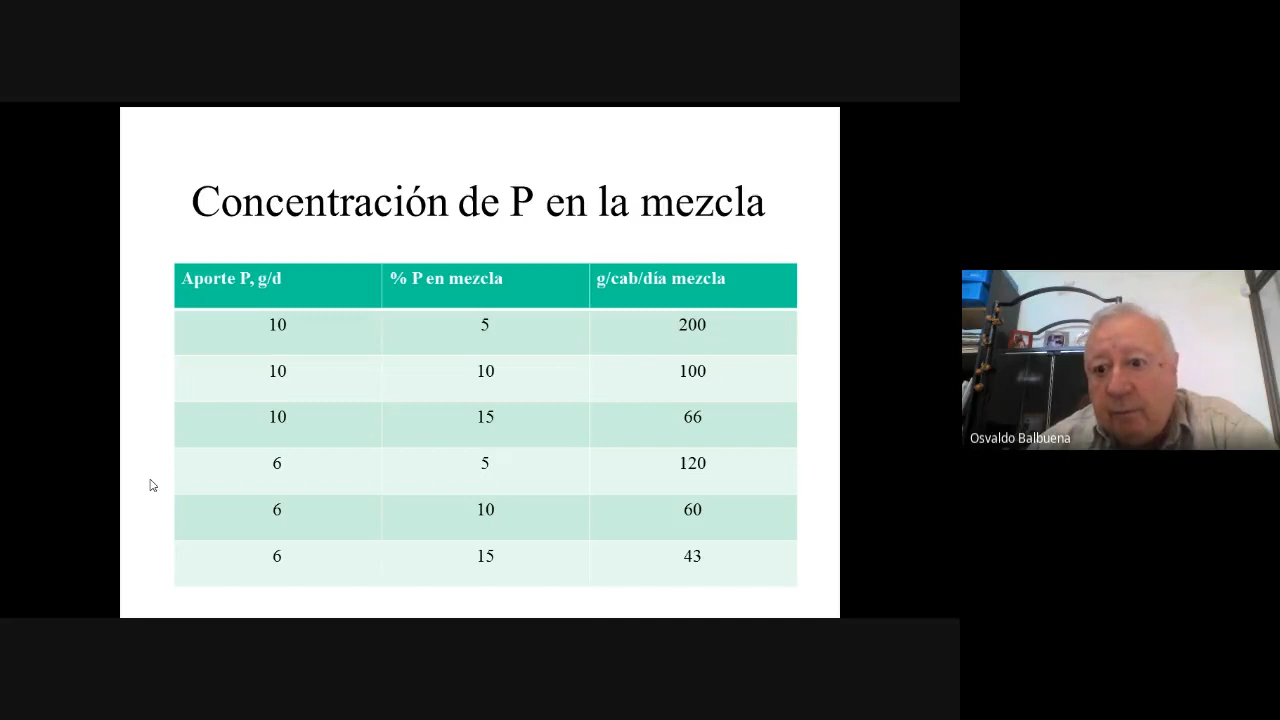 Concentración de P en la mezcla
Aporte P, g/d % P en mezcla g/cab/día mezcla
10 5 200
10 10 100
10 15 66
6 5 120
6 10 60
6 15 43
Osvaldo Balbuena